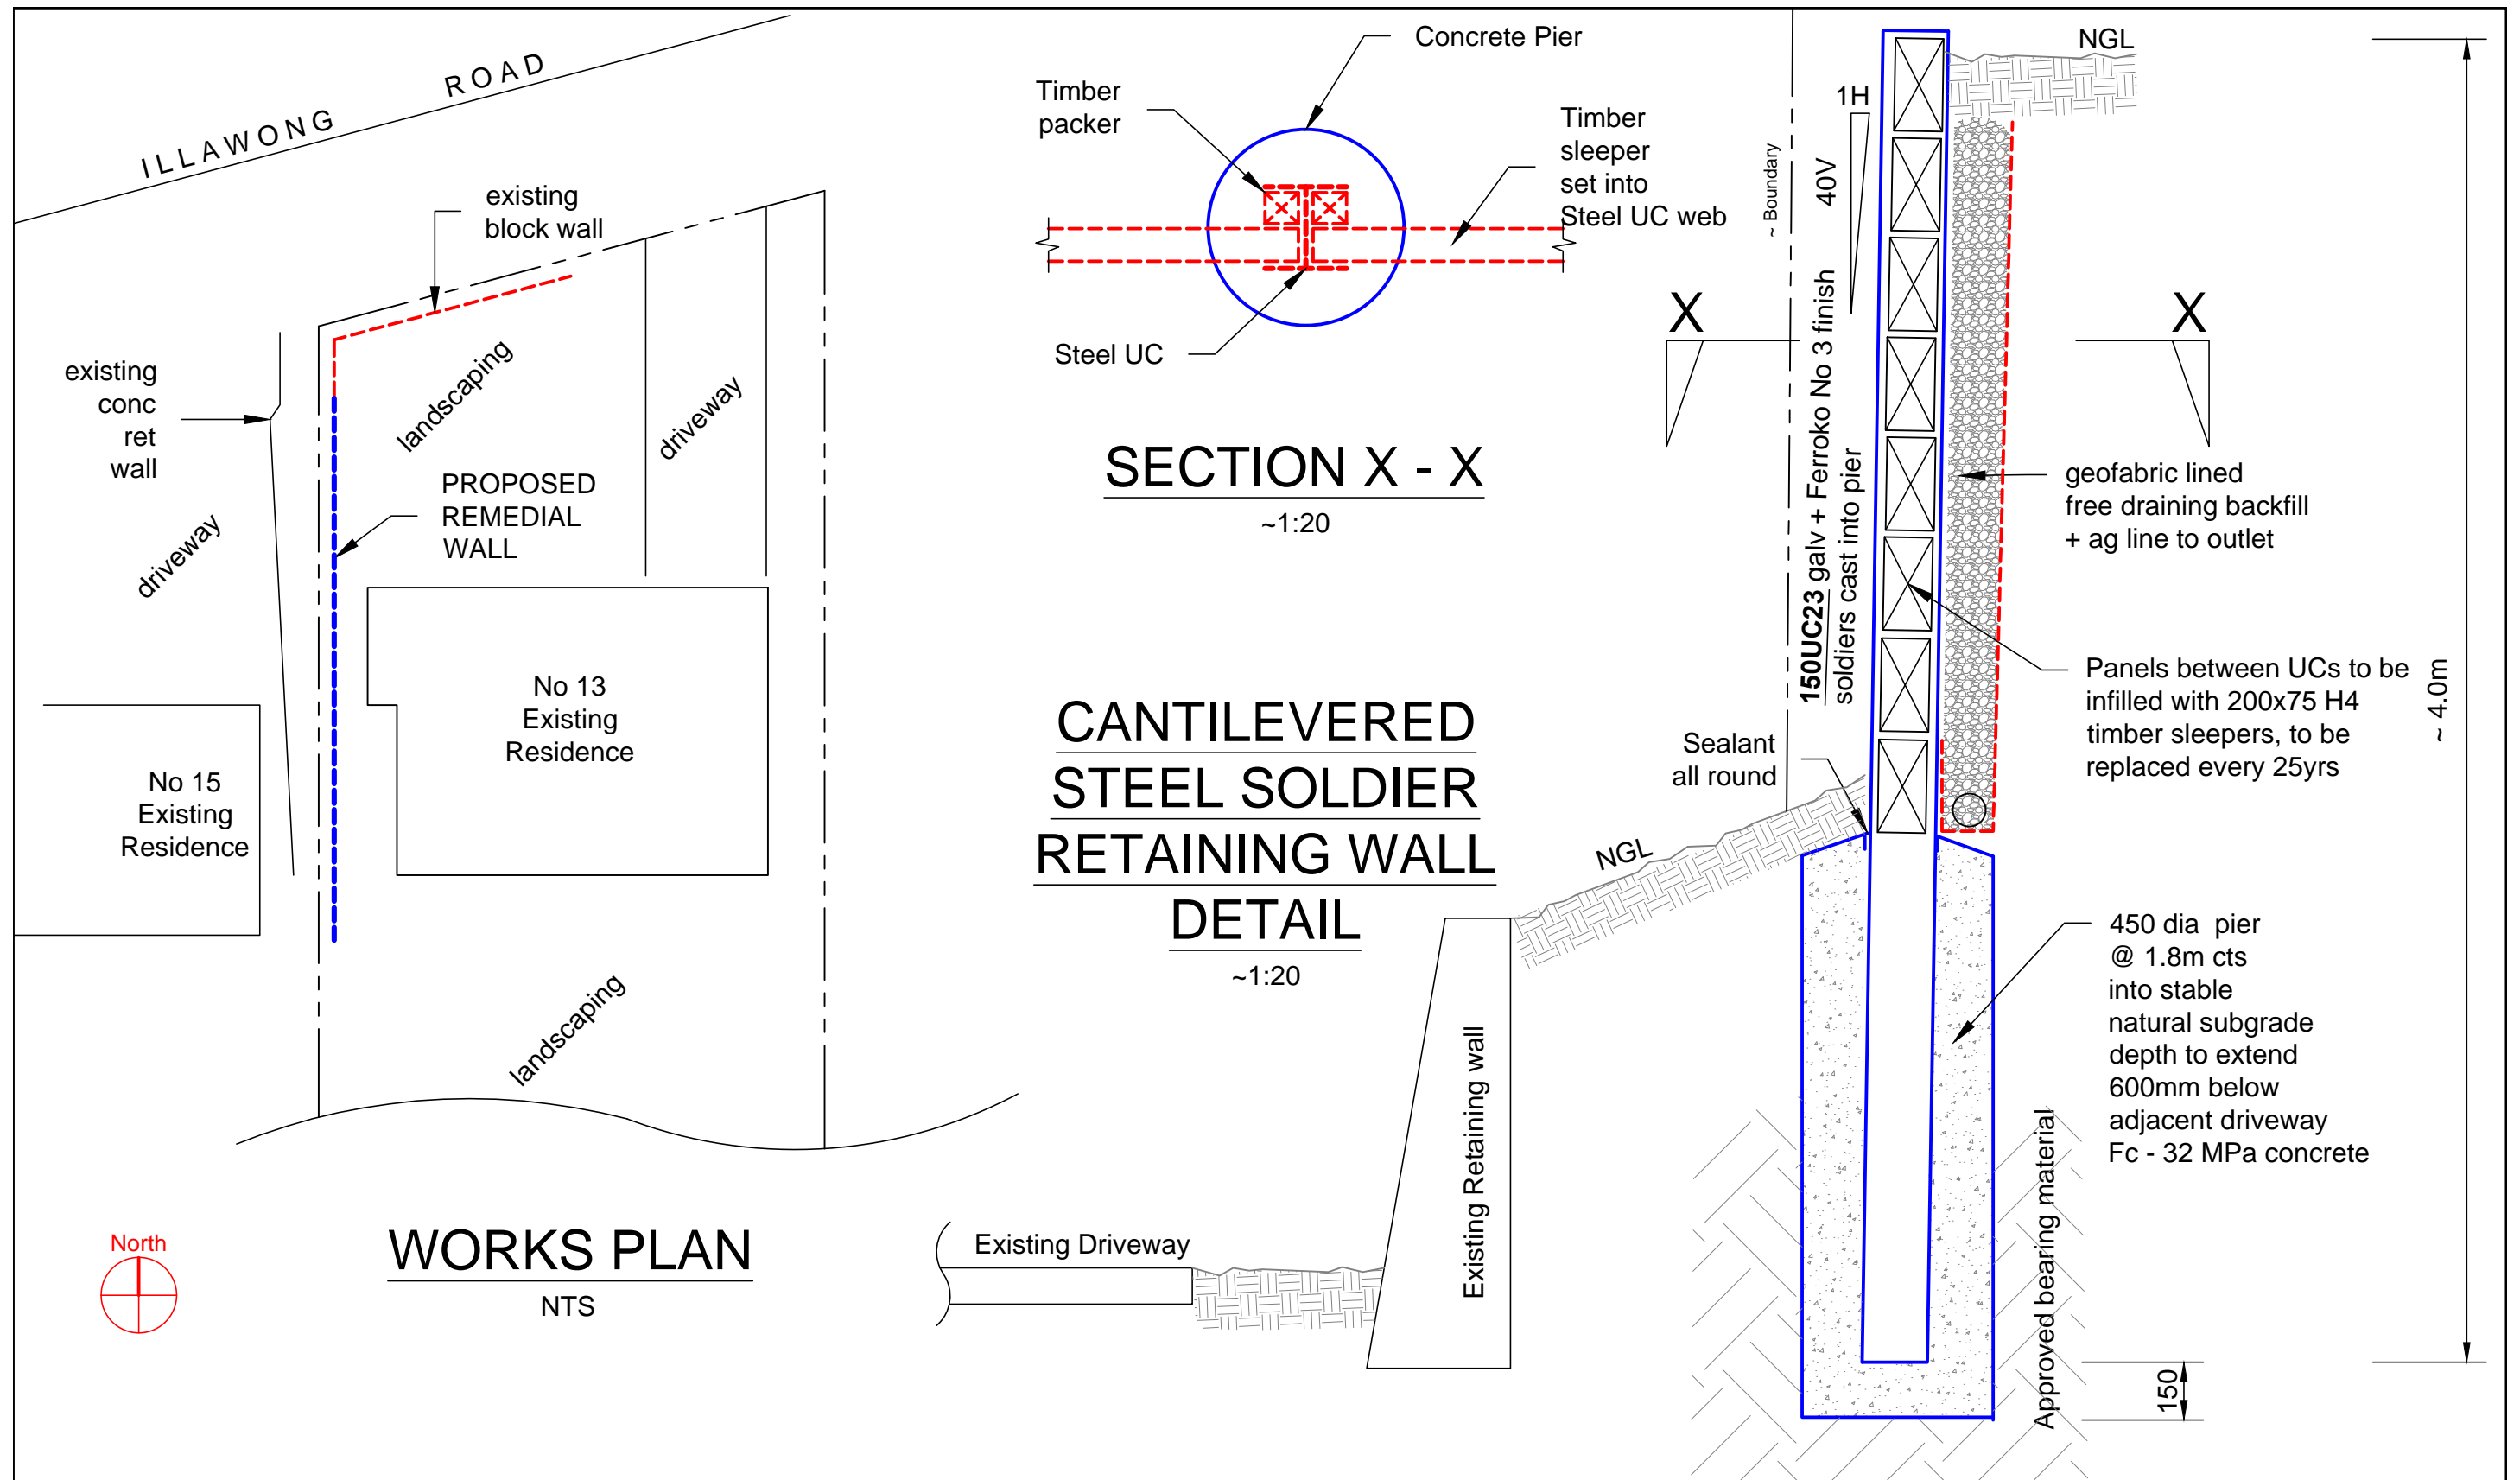 ILLAWONG ROAD
existing
block wall
existing
conc
ret
wall
landscaping
driveway
driveway
PROPOSED
REMEDIAL
WALL
No 13
Existing
Residence
No 15
Existing
Residence
landscaping
North
WORKS PLAN
NTS
Concrete Pier
Timber
packer
Timber
sleeper
set into
Steel UC web
Steel UC
SECTION X - X
~1:20
CANTILEVERED
STEEL SOLDIER
RETAINING WALL
DETAIL
~1:20
Existing Driveway
Existing Retaining wall
NGL
Sealant
all round
~ Boundary
1H
40V
X
X
150UC23 galv + Ferroko No 3 finish
soldiers cast into pier
NGL
geofabric lined
free draining backfill
+ ag line to outlet
Panels between UCs to be
infilled with 200x75 H4
timber sleepers, to be
replaced every 25yrs
~ 4.0m
450 dia pier
@ 1.8m cts
into stable
natural subgrade
depth to extend
600mm below
adjacent driveway
Fc - 32 MPa concrete
Approved bearing material
150